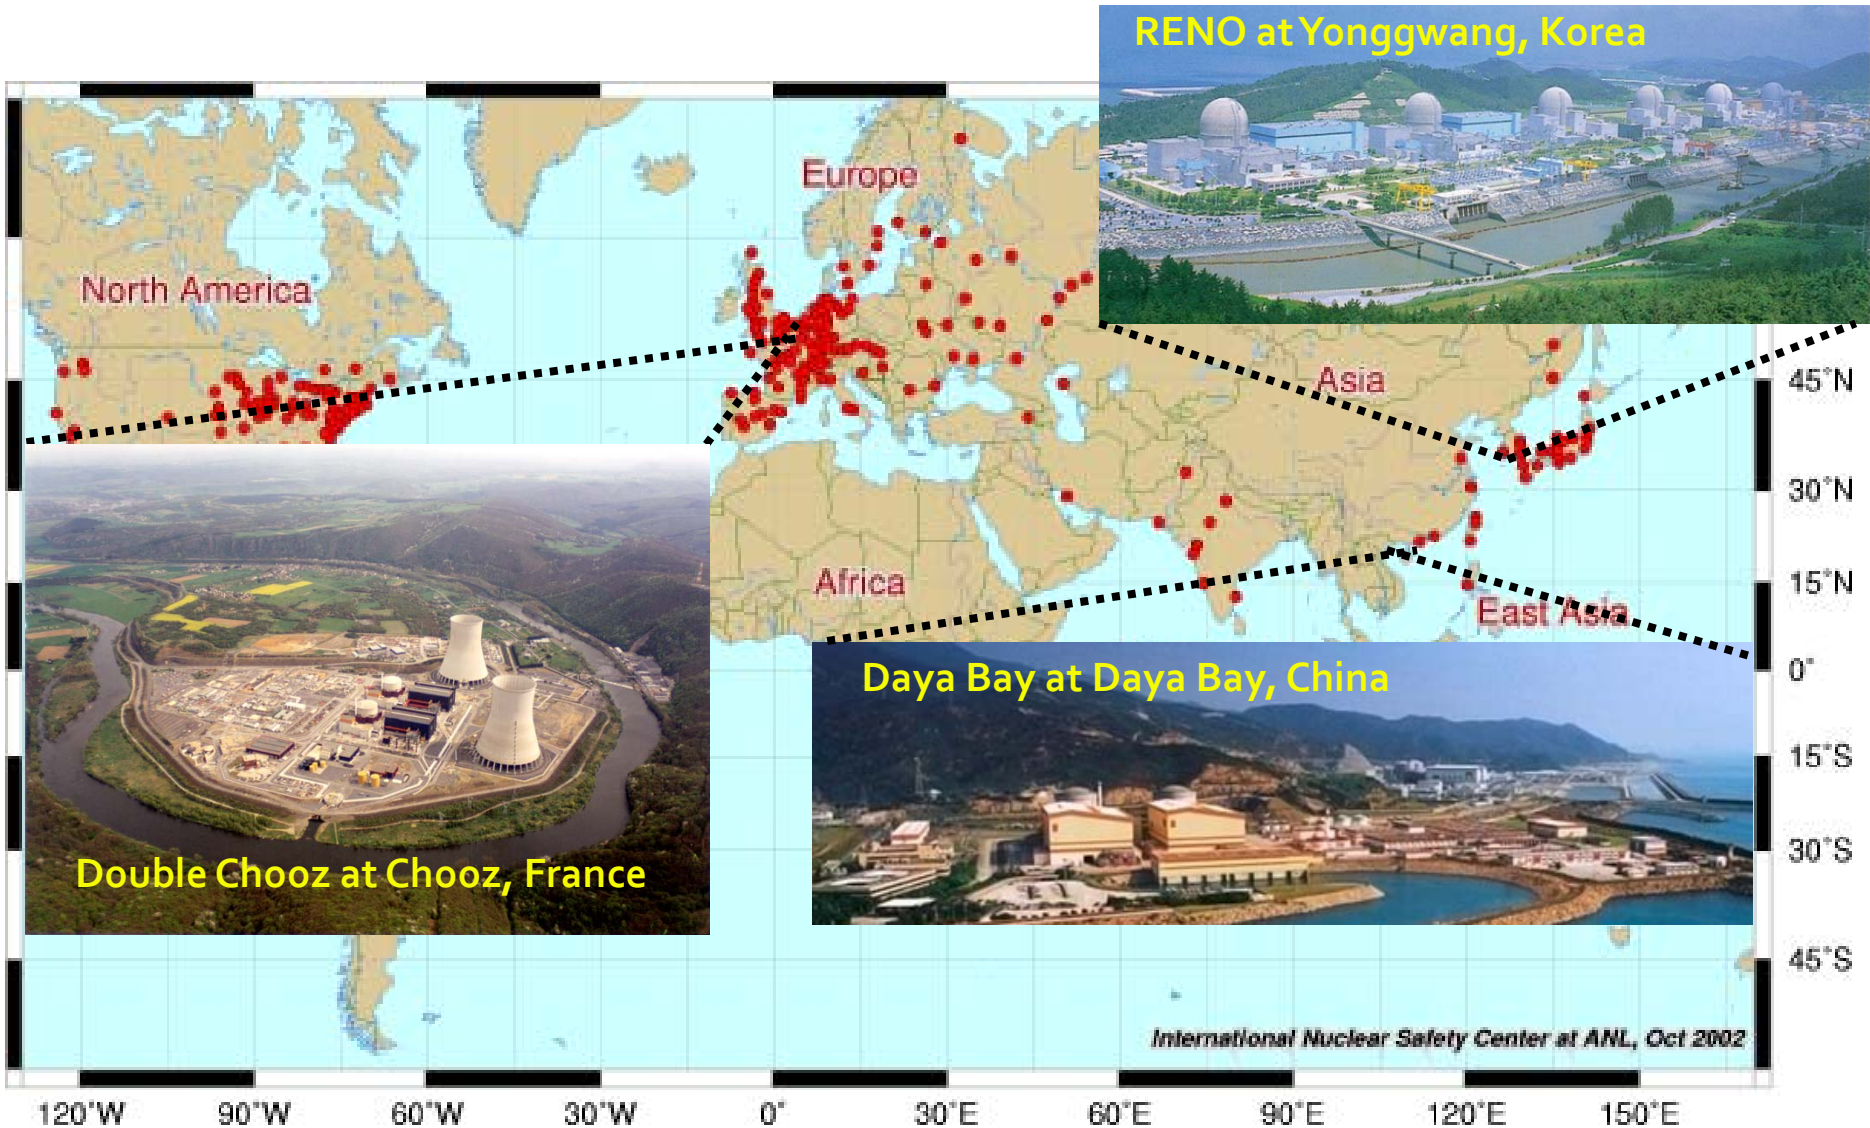 RENO at Yonggwang, Korea
Europe
North America
Asia
45°N
30°N
Africa
15°N
East Asia
0°
Daya Bay at Daya Bay, China
15°S
30°S
Double Chooz at Chooz, France
45°S
International Nuclear Safety Center at ANL, Oct 2002
120°W 90°W 60°W 30°W 0° 30°E 60°E 90°E 120°E 150°E